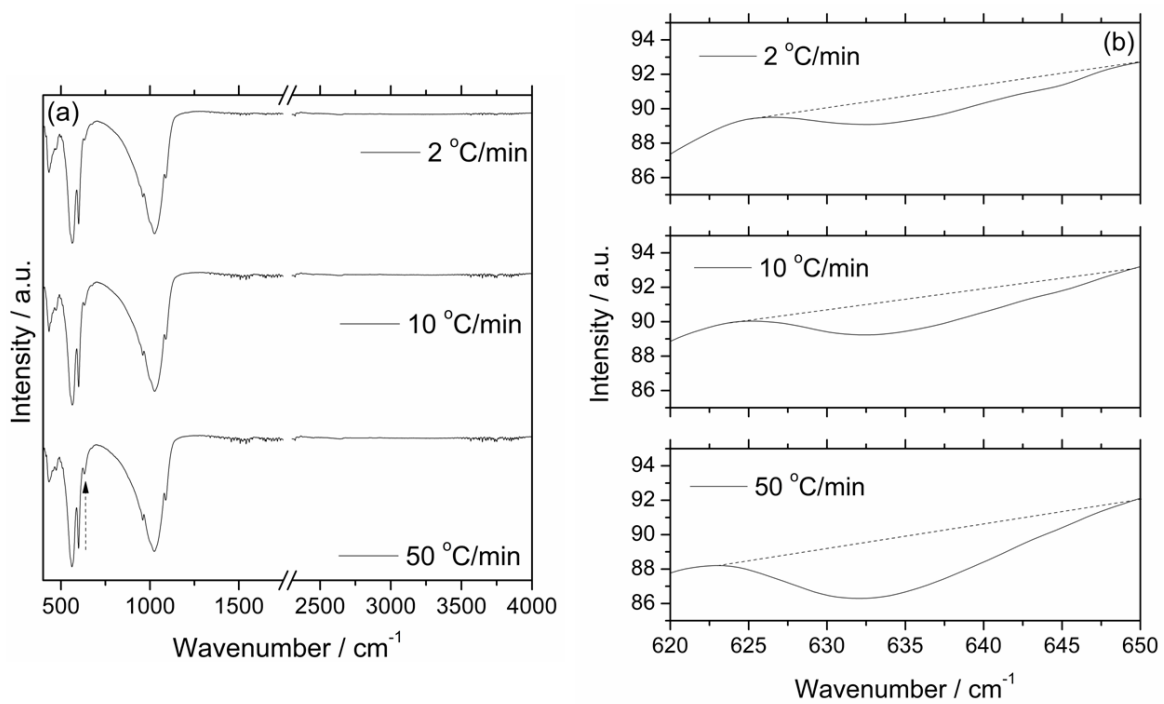 (a)
2 °C/min
10 °C/min
50 °C/min
Intensity / a.u.
500 1000 1500 2500 3000 3500 4000
Wavenumber / cm-1
(b)
2 °C/min
94
92
90
88
86
10 °C/min
94
92
90
88
86
50 °C/min
94
92
90
88
86
Intensity / a.u.
620 625 630 635 640 645 650
Wavenumber / cm-1